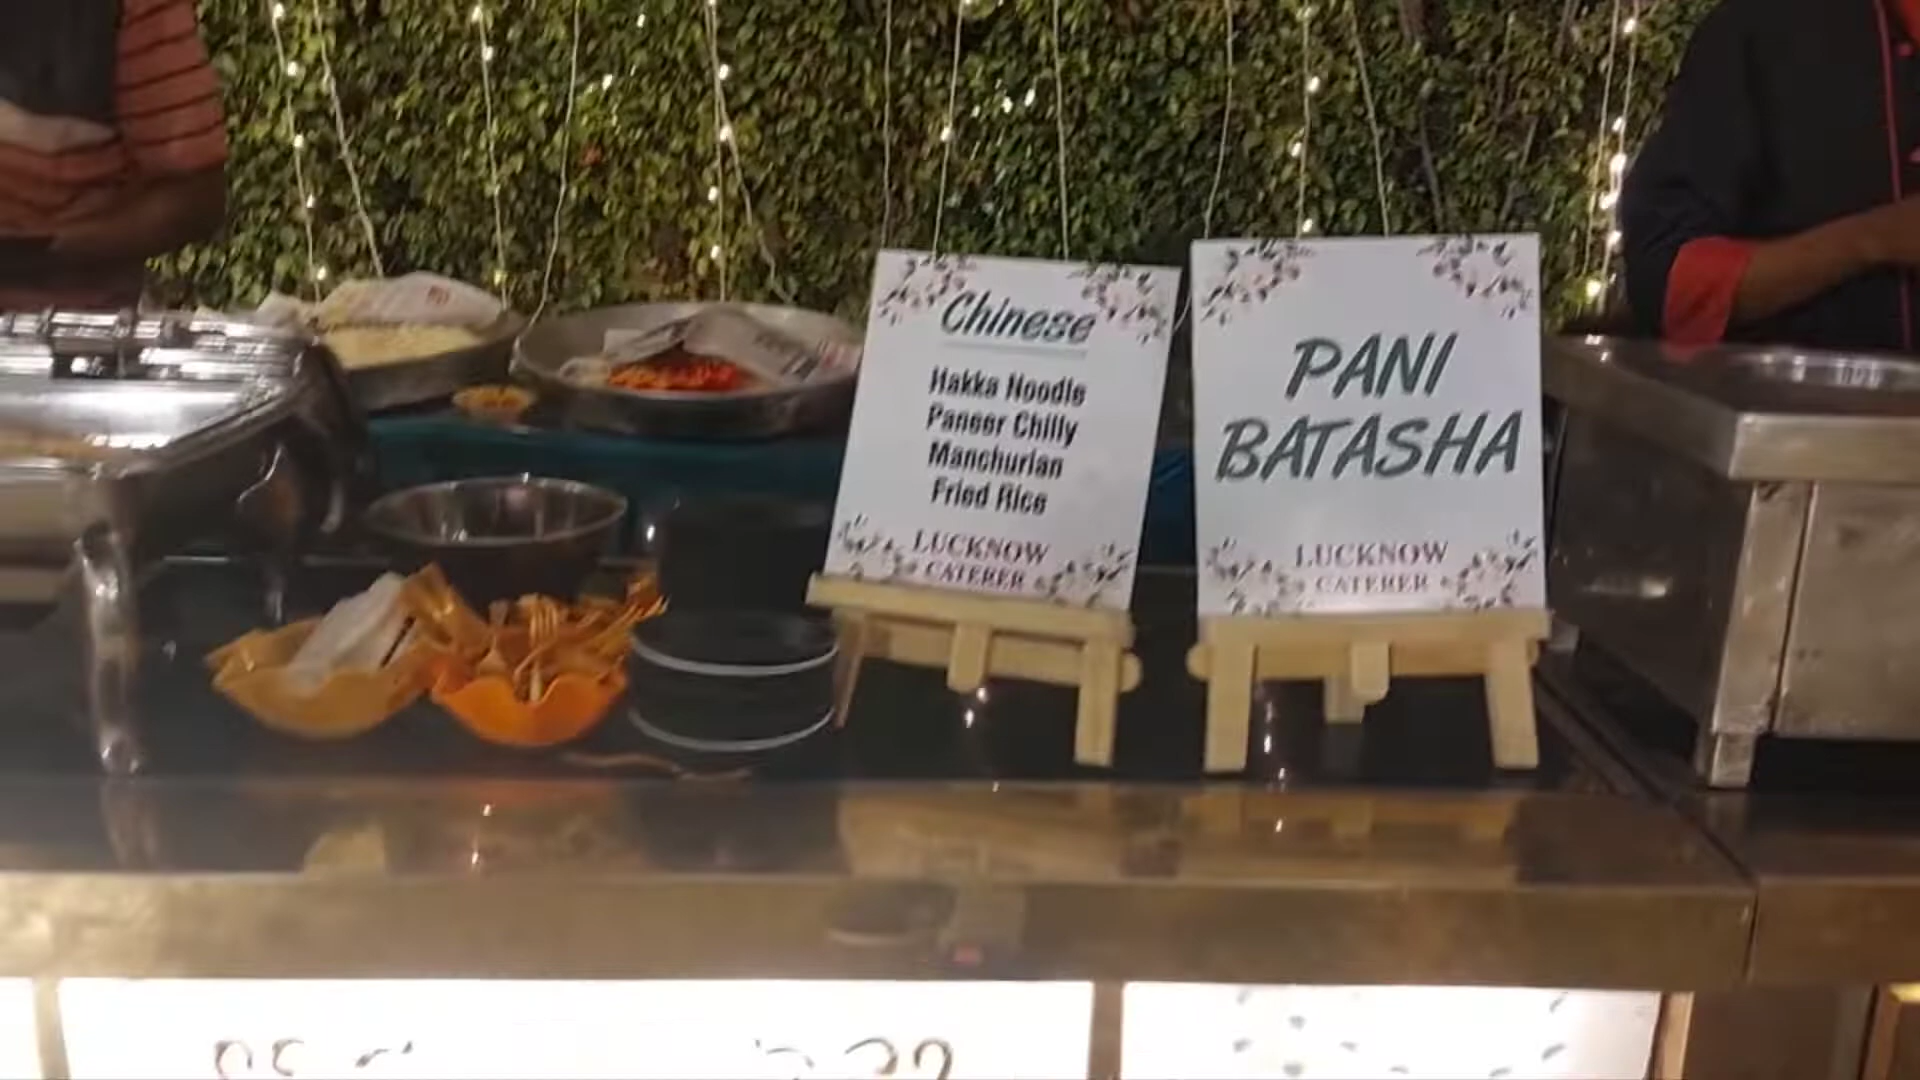 Chinese
Hakka Noodle
Paneer Chilly
Manchurian
Fried Rice
LUCKNOW
CATERER
PANI
BATASHA
LUCKNOW
CATERER